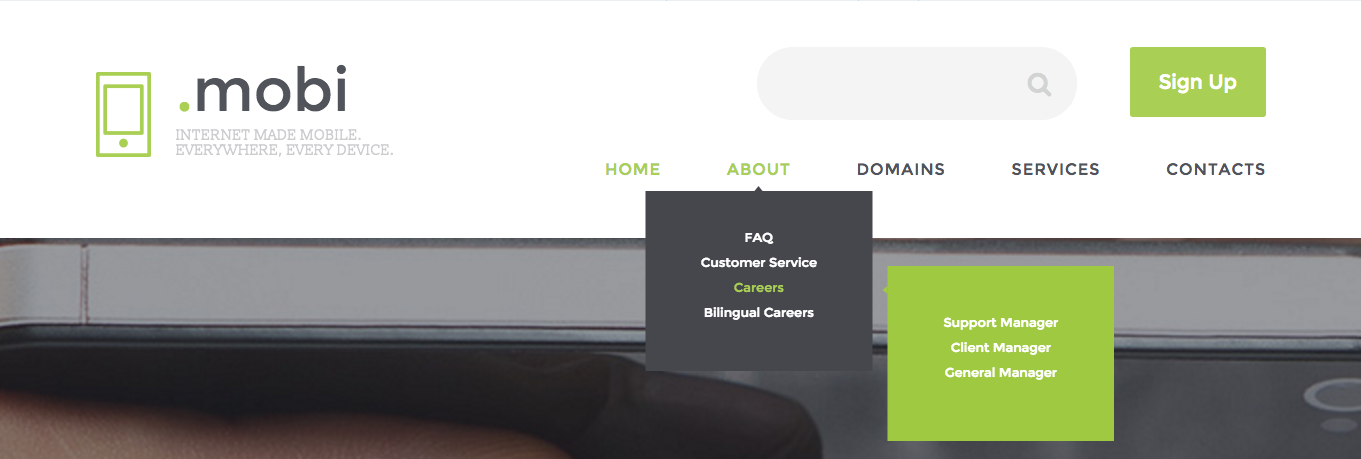 .mobi
INTERNET MADE MOBILE.
EVERYWHERE, EVERY DEVICE.
Sign Up
HOME ABOUT DOMAINS SERVICES CONTACTS
FAQ
Customer Service
Careers
Bilingual Careers
Support Manager
Client Manager
General Manager